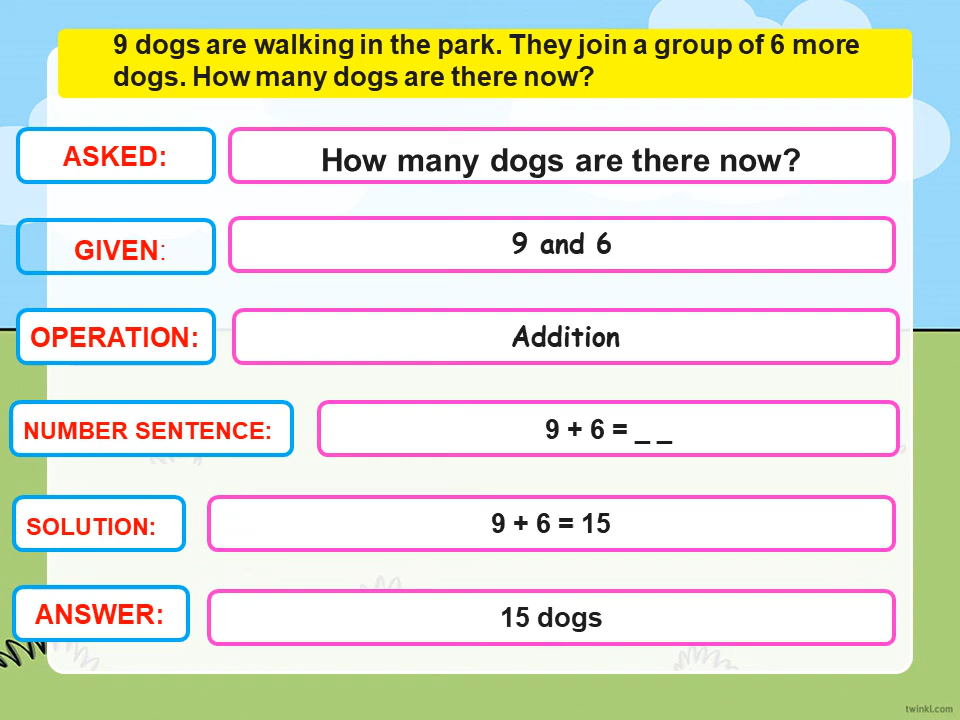 9 dogs are walking in the park. They join a group of 6 more
dogs. How many dogs are there now?
ASKED:
How many dogs are there now?
GIVEN:
9 and 6
OPERATION:
Addition
NUMBER SENTENCE:
9 + 6 = _ _
SOLUTION:
9 + 6 = 15
ANSWER:
15 dogs
twinkl.com